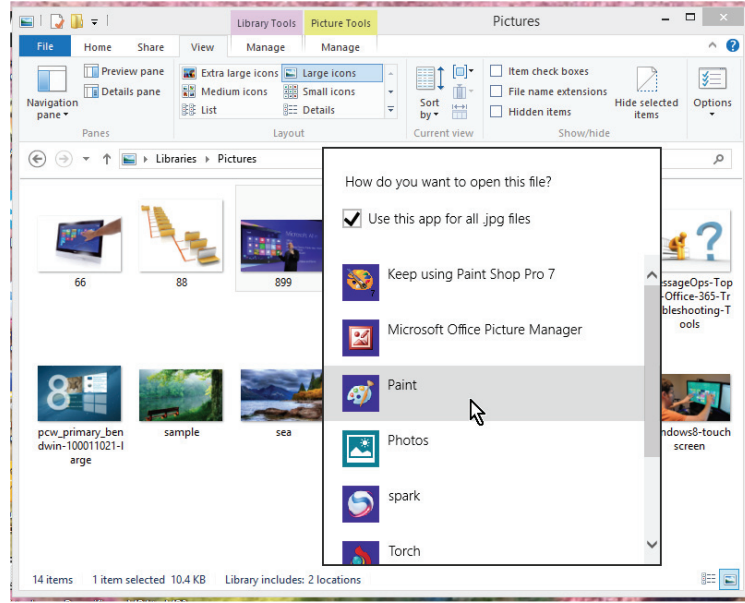 Library Tools
Picture Tools
Pictures
File
Home
Share
View
Manage
Manage
Navigation
pane
Preview pane
Details pane
Panes
Extra large icons
Large icons
Medium icons
Small icons
List
Details
Layout
Sort
by
Current view
Item check boxes
File name extensions
Hidden items
Hide selected
items
Show/hide
Options
Libraries
Pictures
How do you want to open this file?
Use this app for all .jpg files
Keep using Paint Shop Pro 7
Microsoft Office Picture Manager
Paint
Photos
spark
Torch
66
88
899
essageOps-Top
-Office-365-Tr
bleshooting-T
ools
pcw_primary_ben
dwin-100011021-l
arge
sample
sea
ndows8-touch
screen
14 items
1 item selected
10.4 KB
Library includes: 2 locations